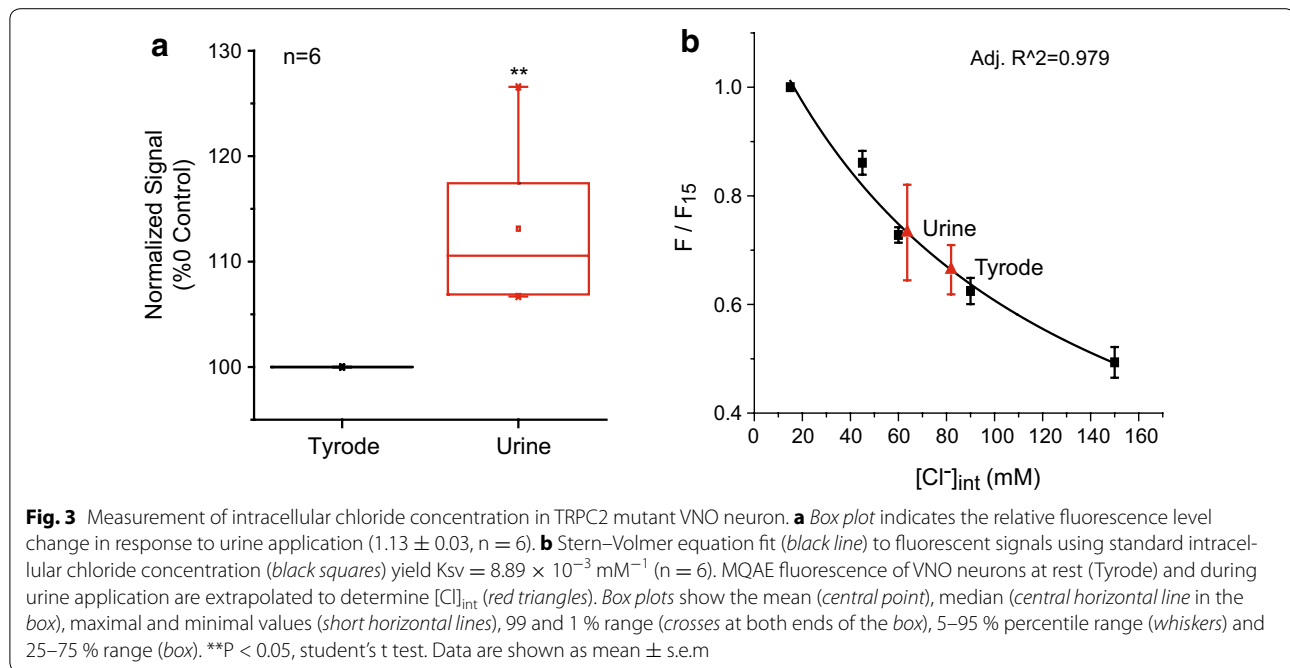 a
n=6
**
130
120
110
100
Normalized Signal
(%0 Control)
Tyrode
Urine
b
Adj. R^2=0.979
1.0
0.8
0.6
0.4
F / F15
Urine
Tyrode
0 20 40 60 80 100 120 140 160
[Cl-]int (mM)
Fig. 3 Measurement of intracellular chloride concentration in TRPC2 mutant VNO neuron. a Box plot indicates the relative fluorescence level
change in response to urine application (1.13 ± 0.03, n = 6). b Stern–Volmer equation fit (black line) to fluorescent signals using standard intracel-
lular chloride concentration (black squares) yield Ksv = 8.89 × 10−3 mM−1 (n = 6). MQAE fluorescence of VNO neurons at rest (Tyrode) and during
urine application are extrapolated to determine [Cl]int (red triangles). Box plots show the mean (central point), median (central horizontal line in the
box), maximal and minimal values (short horizontal lines), 99 and 1 % range (crosses at both ends of the box), 5–95 % percentile range (whiskers) and
25–75 % range (box). **P < 0.05, student's t test. Data are shown as mean ± s.e.m